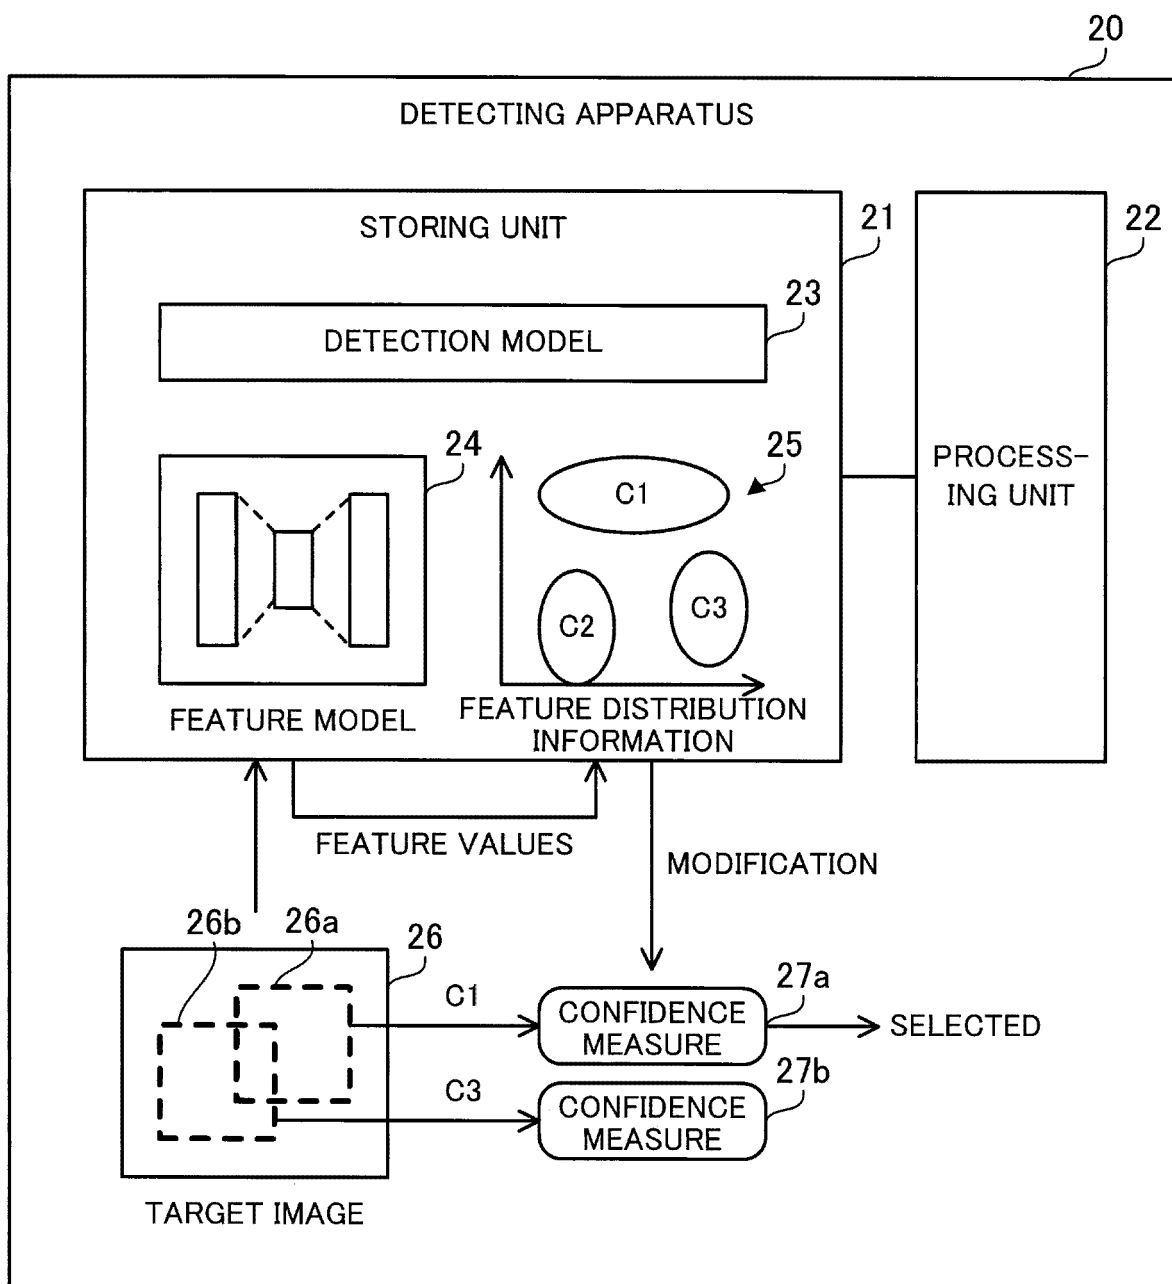 20
DETECTING APPARATUS
STORING UNIT
21
22
23
DETECTION MODEL
24
25
C1
C2
C3
PROCESS-
ING UNIT
FEATURE MODEL
FEATURE DISTRIBUTION
INFORMATION
FEATURE VALUES
MODIFICATION
26b
26a
26
C1
CONFIDENCE
MEASURE
27a
SELECTED
C3
CONFIDENCE
MEASURE
27b
TARGET IMAGE